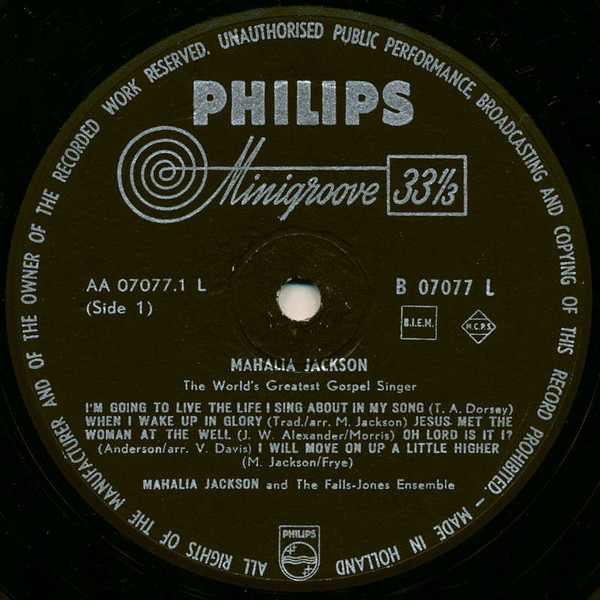 ALL RIGHTS OF THE MANUFACTURER AND OF THE OWNER OF THE RECORDED WORK RESERVED. UNAUTHORISED PUBLIC PERFORMANCE, BROADCASTING AND COPYING OF THIS RECORD PROHIBITED. – MADE IN HOLLAND
PHILIPS
Minigroove 33⅓
AA 07077.1 L
(Side 1)
B 07077 L
B.I.E.M.
N.C.P.S.
MAHALIA JACKSON
The World's Greatest Gospel Singer
I'M GOING TO LIVE THE LIFE I SING ABOUT IN MY SONG (T. A. Dorsey)
WHEN I WAKE UP IN GLORY (Trad./arr. M. Jackson) JESUS MET THE
WOMAN AT THE WELL (J. W. Alexander/Morris) OH LORD IS IT I?
(Anderson/arr. V. Davis) I WILL MOVE ON UP A LITTLE HIGHER
(M. Jackson/Frye)
MAHALIA JACKSON and The Falls-Jones Ensemble
PHILIPS